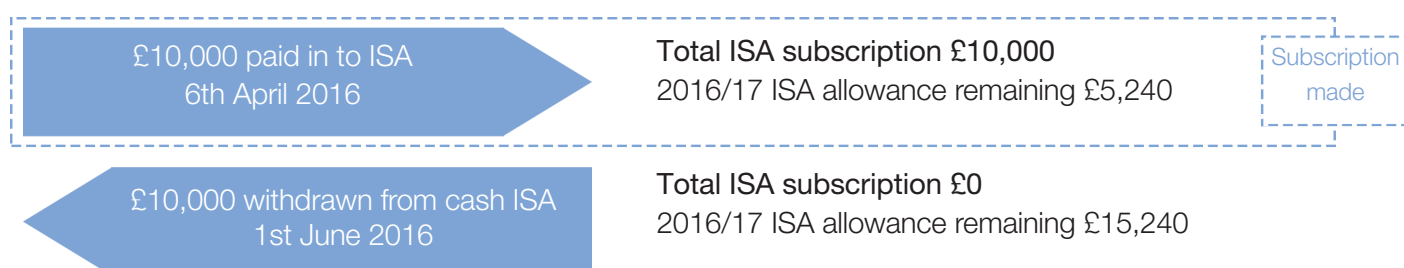 £10,000 paid in to ISA
6th April 2016
Total ISA subscription £10,000
2016/17 ISA allowance remaining £5,240
Subscription
made
£10,000 withdrawn from cash ISA
1st June 2016
Total ISA subscription £0
2016/17 ISA allowance remaining £15,240